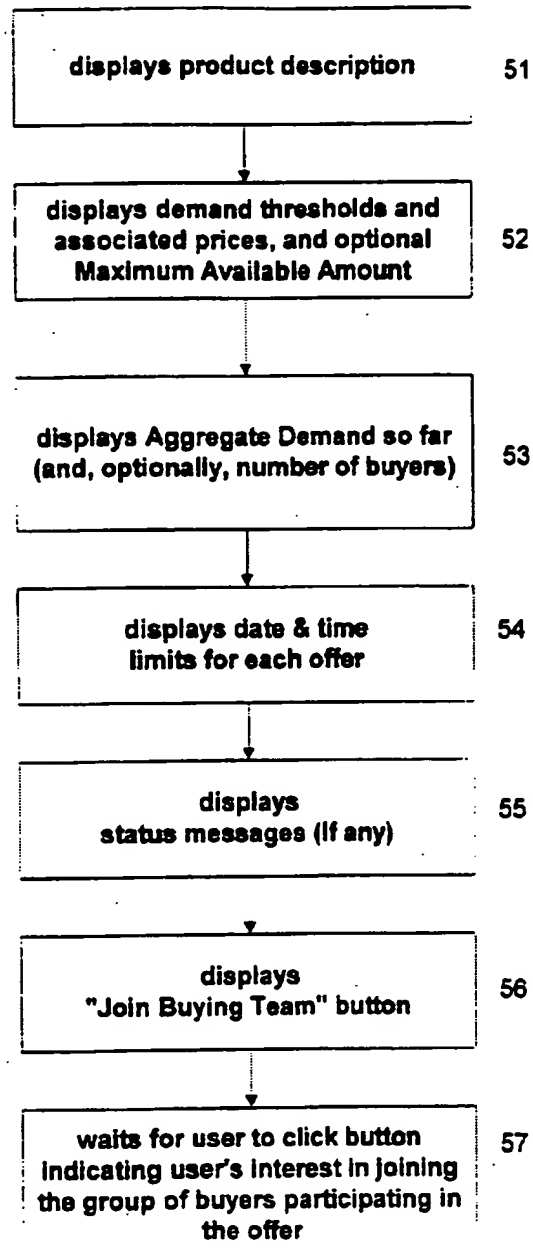 displays product description
51
displays demand thresholds and
associated prices, and optional
Maximum Available Amount
52
displays Aggregate Demand so far
(and, optionally, number of buyers)
53
displays date & time
limits for each offer
54
displays
status messages (If any)
55
displays
"Join Buying Team" button
56
waits for user to click button
indicating user's interest in joining
the group of buyers participating in
the offer
57